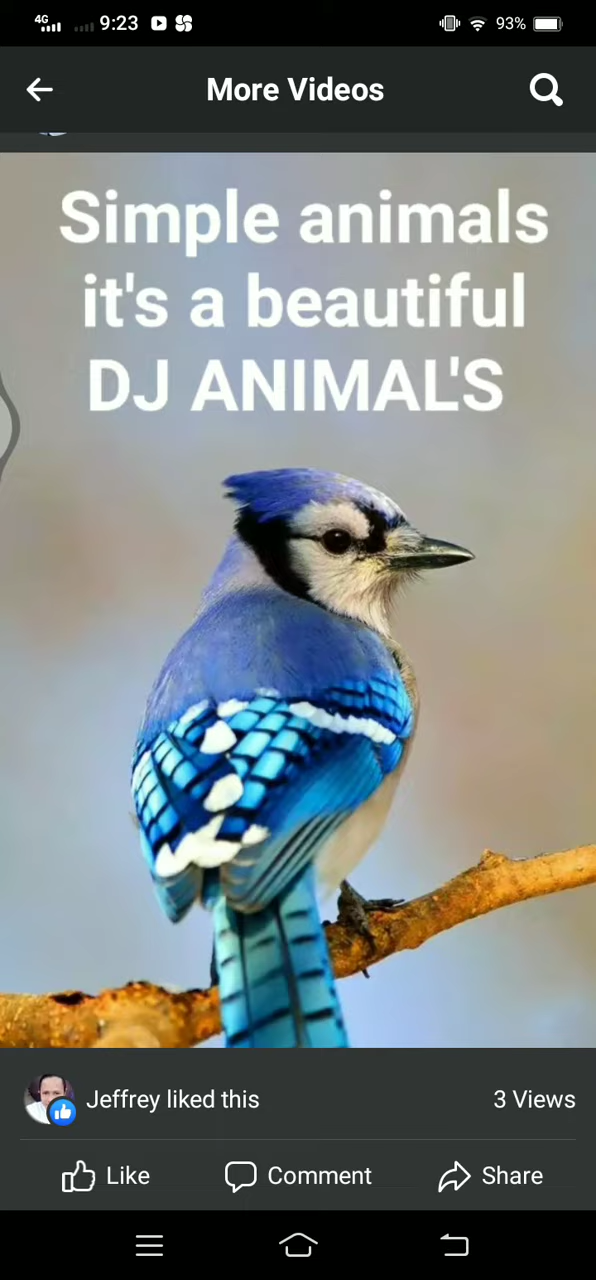 4G 9:23 93%
More Videos
Simple animals
it's a beautiful
DJ ANIMAL'S
Jeffrey liked this 3 Views
Like Comment Share